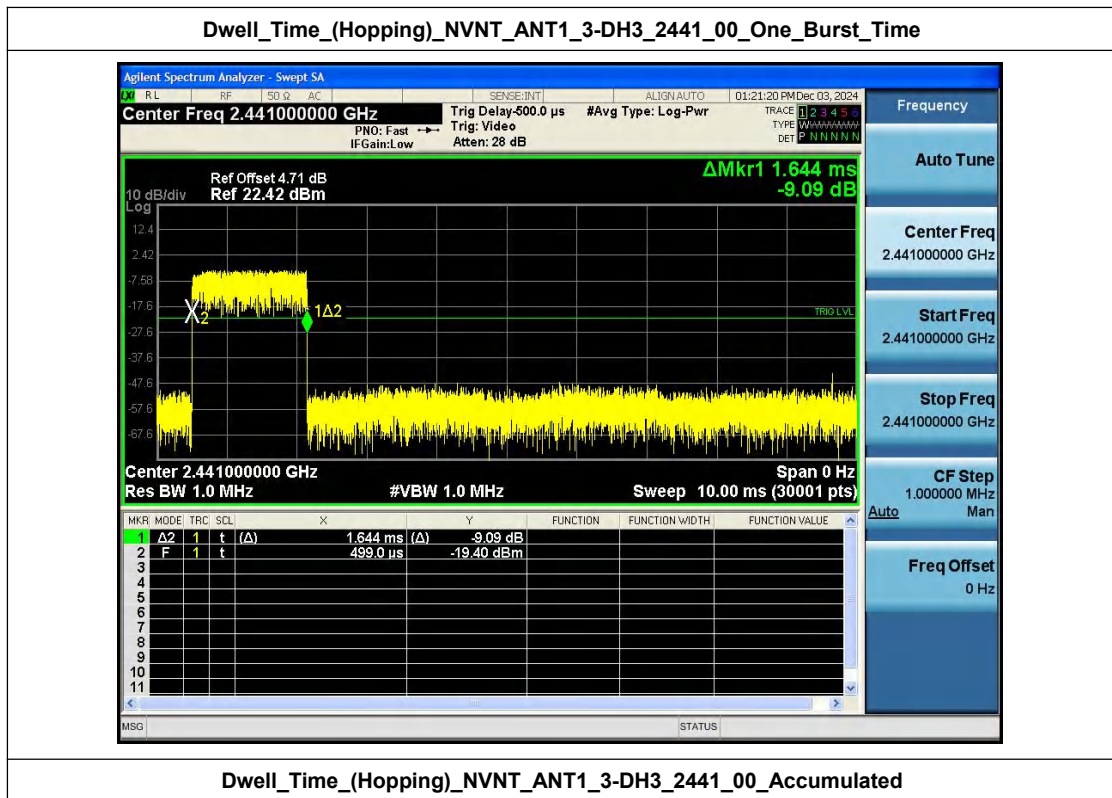 Dwell_Time_(Hopping)_NVNT_ANT1_3-DH3_2441_00_One_Burst_Time
Agilent Spectrum Analyzer - Swept SA
LXI RL RF 50 Ω AC SENSE:INT ALIGN AUTO 01:21:20 PM Dec 03, 2024
Center Freq 2.441000000 GHz
PNO: Fast
IFGain:Low
Trig Delay-500.0 µs
Trig: Video
Atten: 28 dB
#Avg Type: Log-Pwr
TRACE 1 2 3 4 5 6
TYPE WWWWWW
DET P N N N N N
Ref Offset 4.71 dB
10 dB/div Ref 22.42 dBm
Log
ΔMkr1 1.644 ms
-9.09 dB
12.4
2.42
-7.58
-17.6
-27.6
-37.6
-47.6
-57.6
-67.6
X2
1Δ2
TRIG LVL
Center 2.441000000 GHz Span 0 Hz
Res BW 1.0 MHz #VBW 1.0 MHz Sweep 10.00 ms (30001 pts)
MKR MODE TRC SCL X Y FUNCTION FUNCTION WIDTH FUNCTION VALUE
1 Δ2 1 t (Δ) 1.644 ms (Δ) -9.09 dB
2 F 1 t 499.0 µs -19.40 dBm
3
4
5
6
7
8
9
10
11
MSG STATUS
Frequency
Auto Tune
Center Freq
2.441000000 GHz
Start Freq
2.441000000 GHz
Stop Freq
2.441000000 GHz
CF Step
1.000000 MHz
Auto Man
Freq Offset
0 Hz
Dwell_Time_(Hopping)_NVNT_ANT1_3-DH3_2441_00_Accumulated